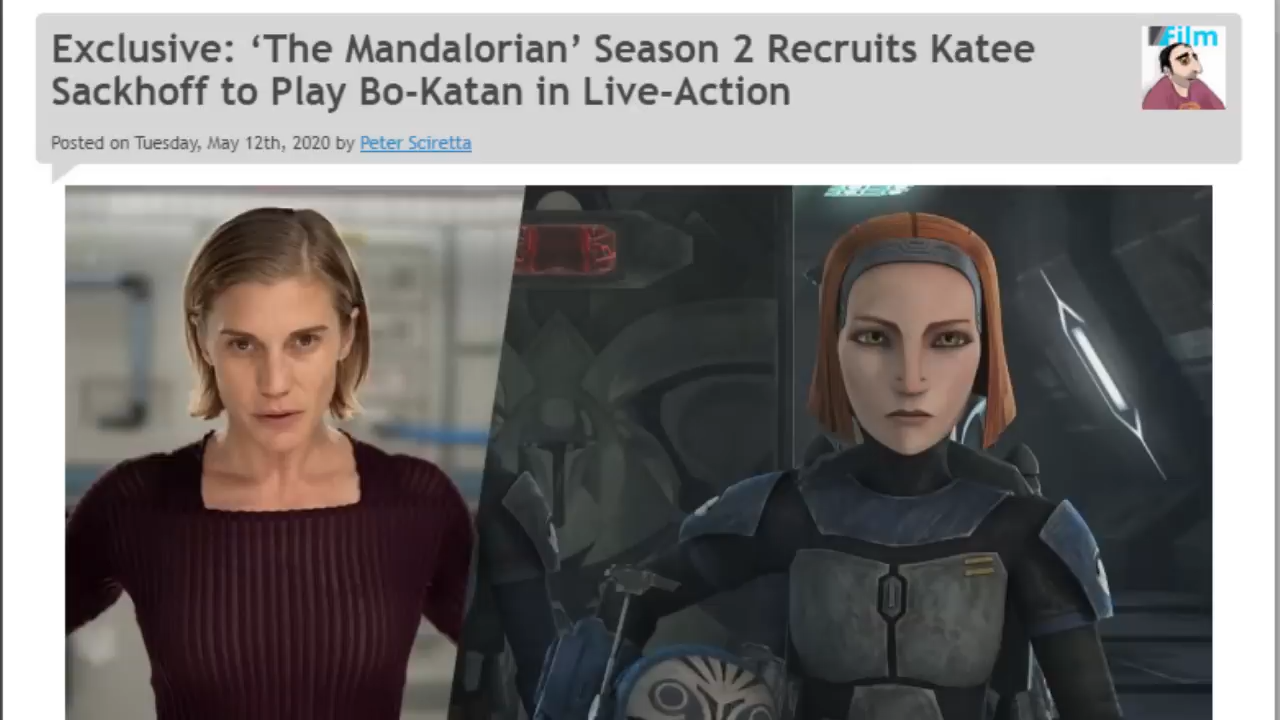 Exclusive: ‘The Mandalorian’ Season 2 Recruits Katee
Sackhoff to Play Bo-Katan in Live-Action
/Film
Posted on Tuesday, May 12th, 2020 by Peter Sciretta